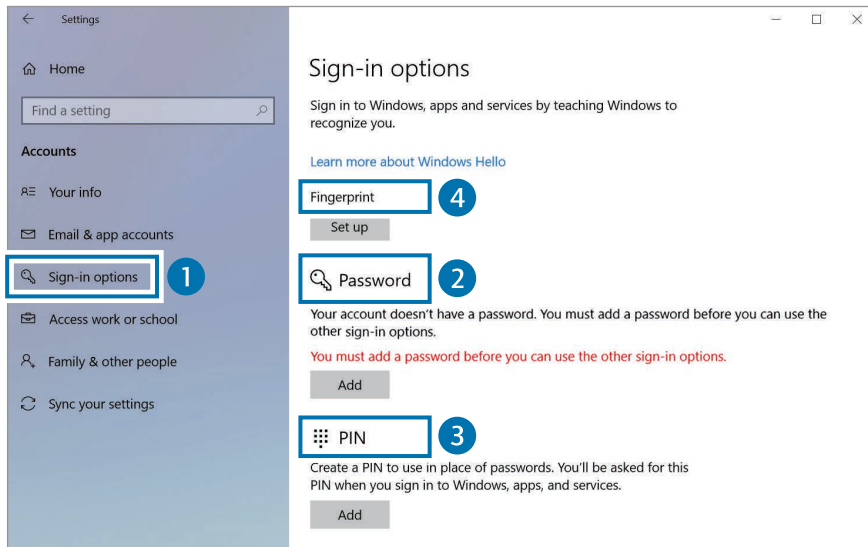 Settings
Home
Find a setting
Accounts
Your info
Email & app accounts
Sign-in options
1
Access work or school
Family & other people
Sync your settings
Sign-in options
Sign in to Windows, apps and services by teaching Windows to
recognize you.
Learn more about Windows Hello
Fingerprint
4
Set up
Password
2
Your account doesn't have a password. You must add a password before you can use the
other sign-in options.
You must add a password before you can use the other sign-in options.
Add
PIN
3
Create a PIN to use in place of passwords. You'll be asked for this
PIN when you sign in to Windows, apps, and services.
Add